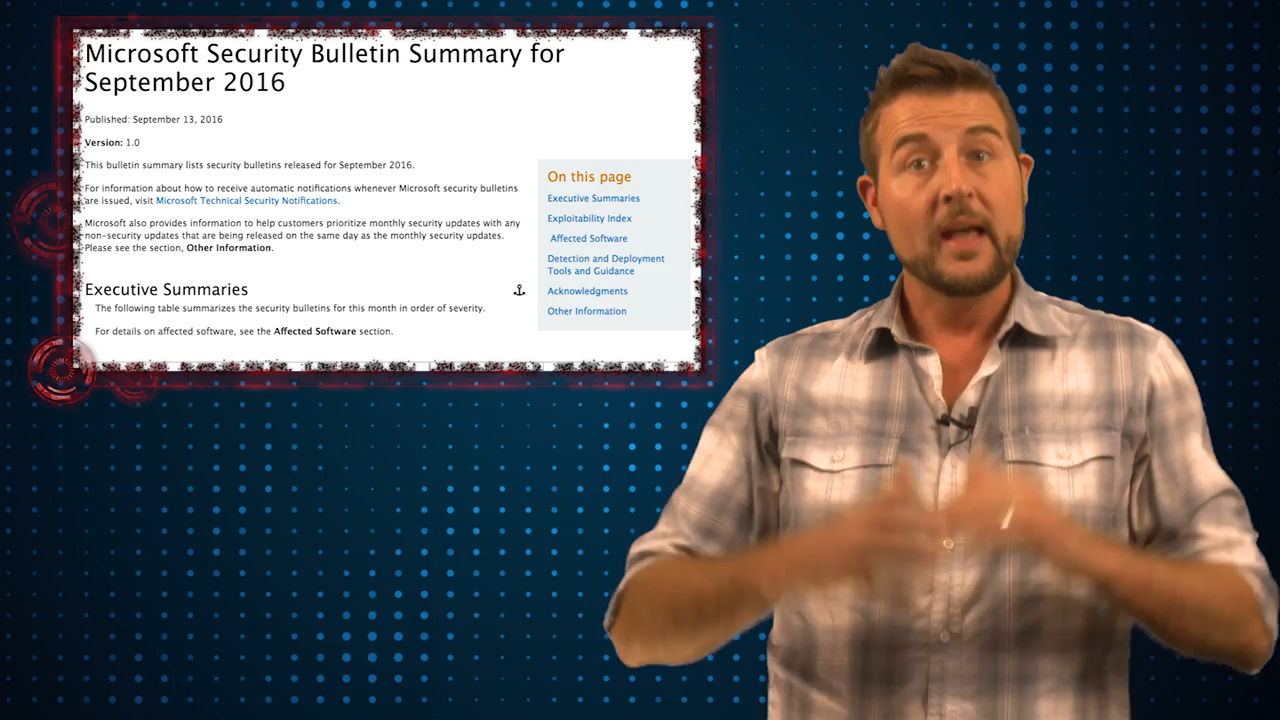 Microsoft Security Bulletin Summary for
September 2016
Published: September 13, 2016
Version: 1.0
This bulletin summary lists security bulletins released for September 2016.
For information about how to receive automatic notifications whenever Microsoft security bulletins
are issued, visit Microsoft Technical Security Notifications.
Microsoft also provides information to help customers prioritize monthly security updates with any
non-security updates that are being released on the same day as the monthly security updates.
Please see the section, Other Information.
Executive Summaries
The following table summarizes the security bulletins for this month in order of severity.
For details on affected software, see the Affected Software section.
On this page
Executive Summaries
Exploitability Index
Affected Software
Detection and Deployment
Tools and Guidance
Acknowledgments
Other Information